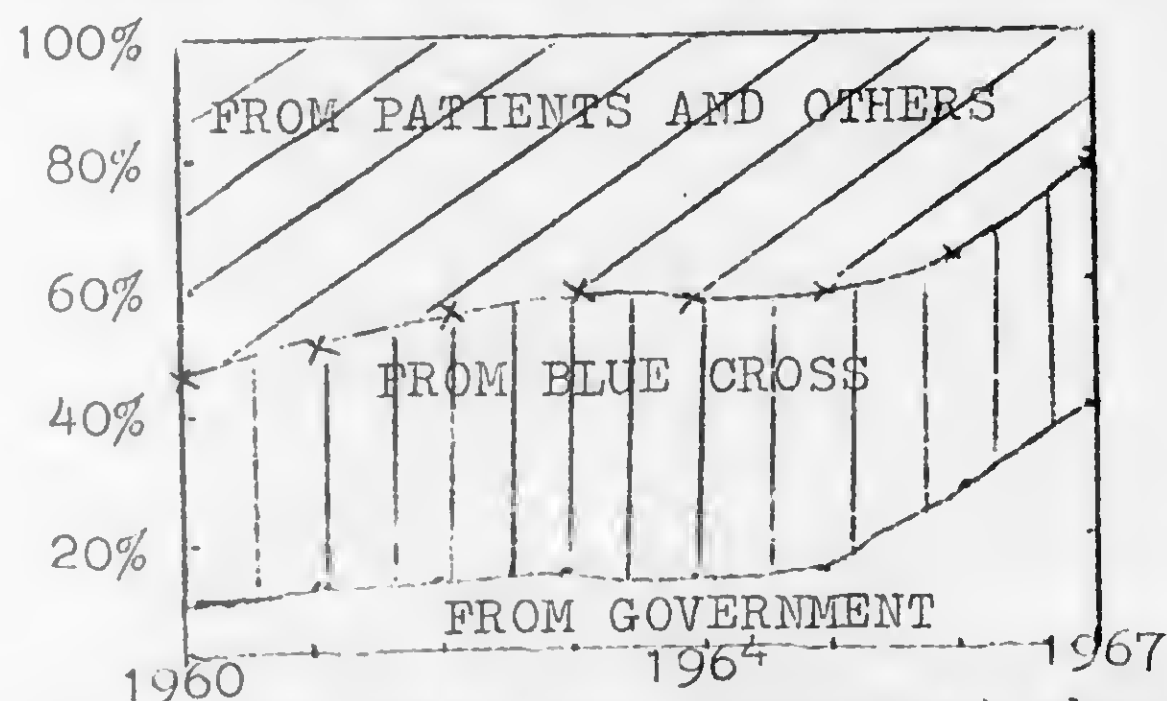 100%
FROM PATIENTS AND OTHERS
80%
60%
FROM BLUE CROSS
40%
20%
FROM GOVERNMENT
1960 1964 1967